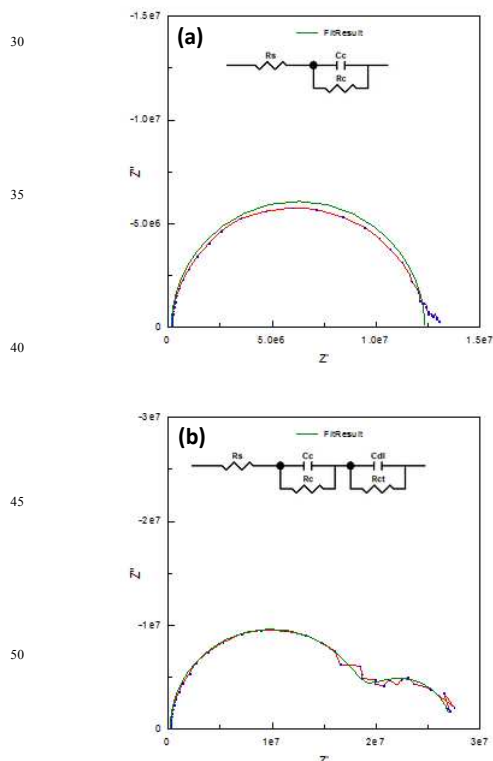 30
-1.5e7
(a)
FitResult
Rs
Cc
Rc
-1.0e7
Z''
35
-5.0e6
0
0
5.0e6
1.0e7
1.5e7
Z'
40
-3e7
(b)
FitResult
Rs
Cc
Cdl
Rc
Rct
45
-2e7
Z''
-1e7
50
0
0
1e7
2e7
3e7
Z'